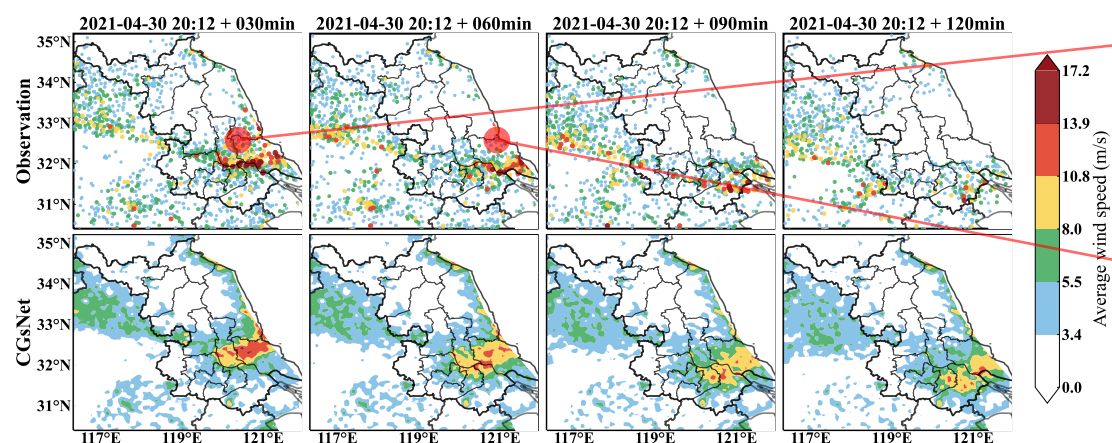 2021-04-30 20:12 + 030min 2021-04-30 20:12 + 060min 2021-04-30 20:12 + 090min 2021-04-30 20:12 + 120min
Observation
35°N
34°N
33°N
32°N
31°N
CGsNet
35°N
34°N
33°N
32°N
31°N
117°E 119°E 121°E 117°E 119°E 121°E 117°E 119°E 121°E 117°E 119°E 121°E
17.2
13.9
10.8
8.0
5.5
3.4
0.0
Average wind speed (m/s)